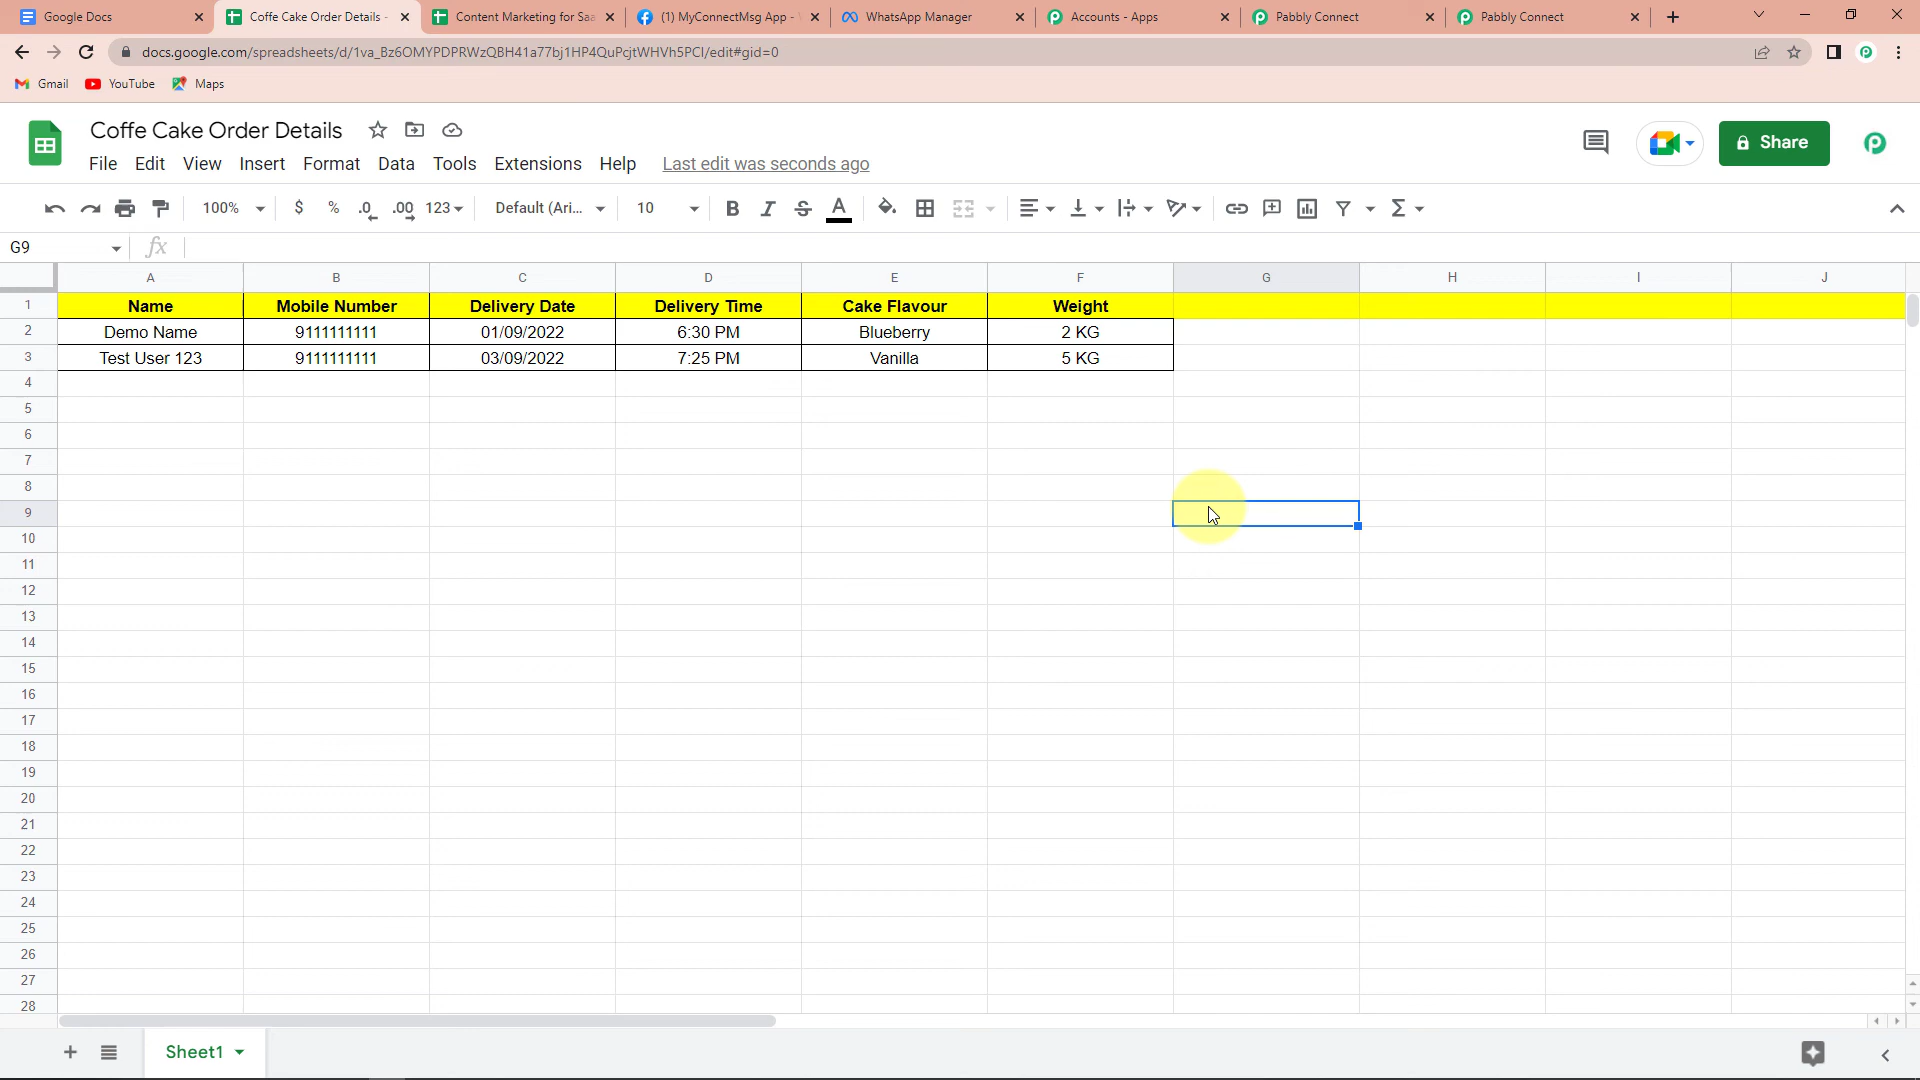 Google Docs Coffe Cake Order Details - Content Marketing for Saa (1) MyConnectMsg App - WhatsApp Manager Accounts - Apps Pabbly Connect Pabbly Connect
docs.google.com/spreadsheets/d/1va_Bz6OMYPDPRWzQBH41a77bj1HP4QuPcjtWHVh5PCI/edit#gid=0
Gmail YouTube Maps
Coffe Cake Order Details
File Edit View Insert Format Data Tools Extensions Help Last edit was seconds ago
Share
100% $ % .0 .00 123 Default (Ari... 10 B I S A
G9 fx
A B C D E F G H I J
1 Name Mobile Number Delivery Date Delivery Time Cake Flavour Weight
2 Demo Name 9111111111 01/09/2022 6:30 PM Blueberry 2 KG
3 Test User 123 9111111111 03/09/2022 7:25 PM Vanilla 5 KG
4
5
6
7
8
9
10
11
12
13
14
15
16
17
18
19
20
21
22
23
24
25
26
27
28
Sheet1